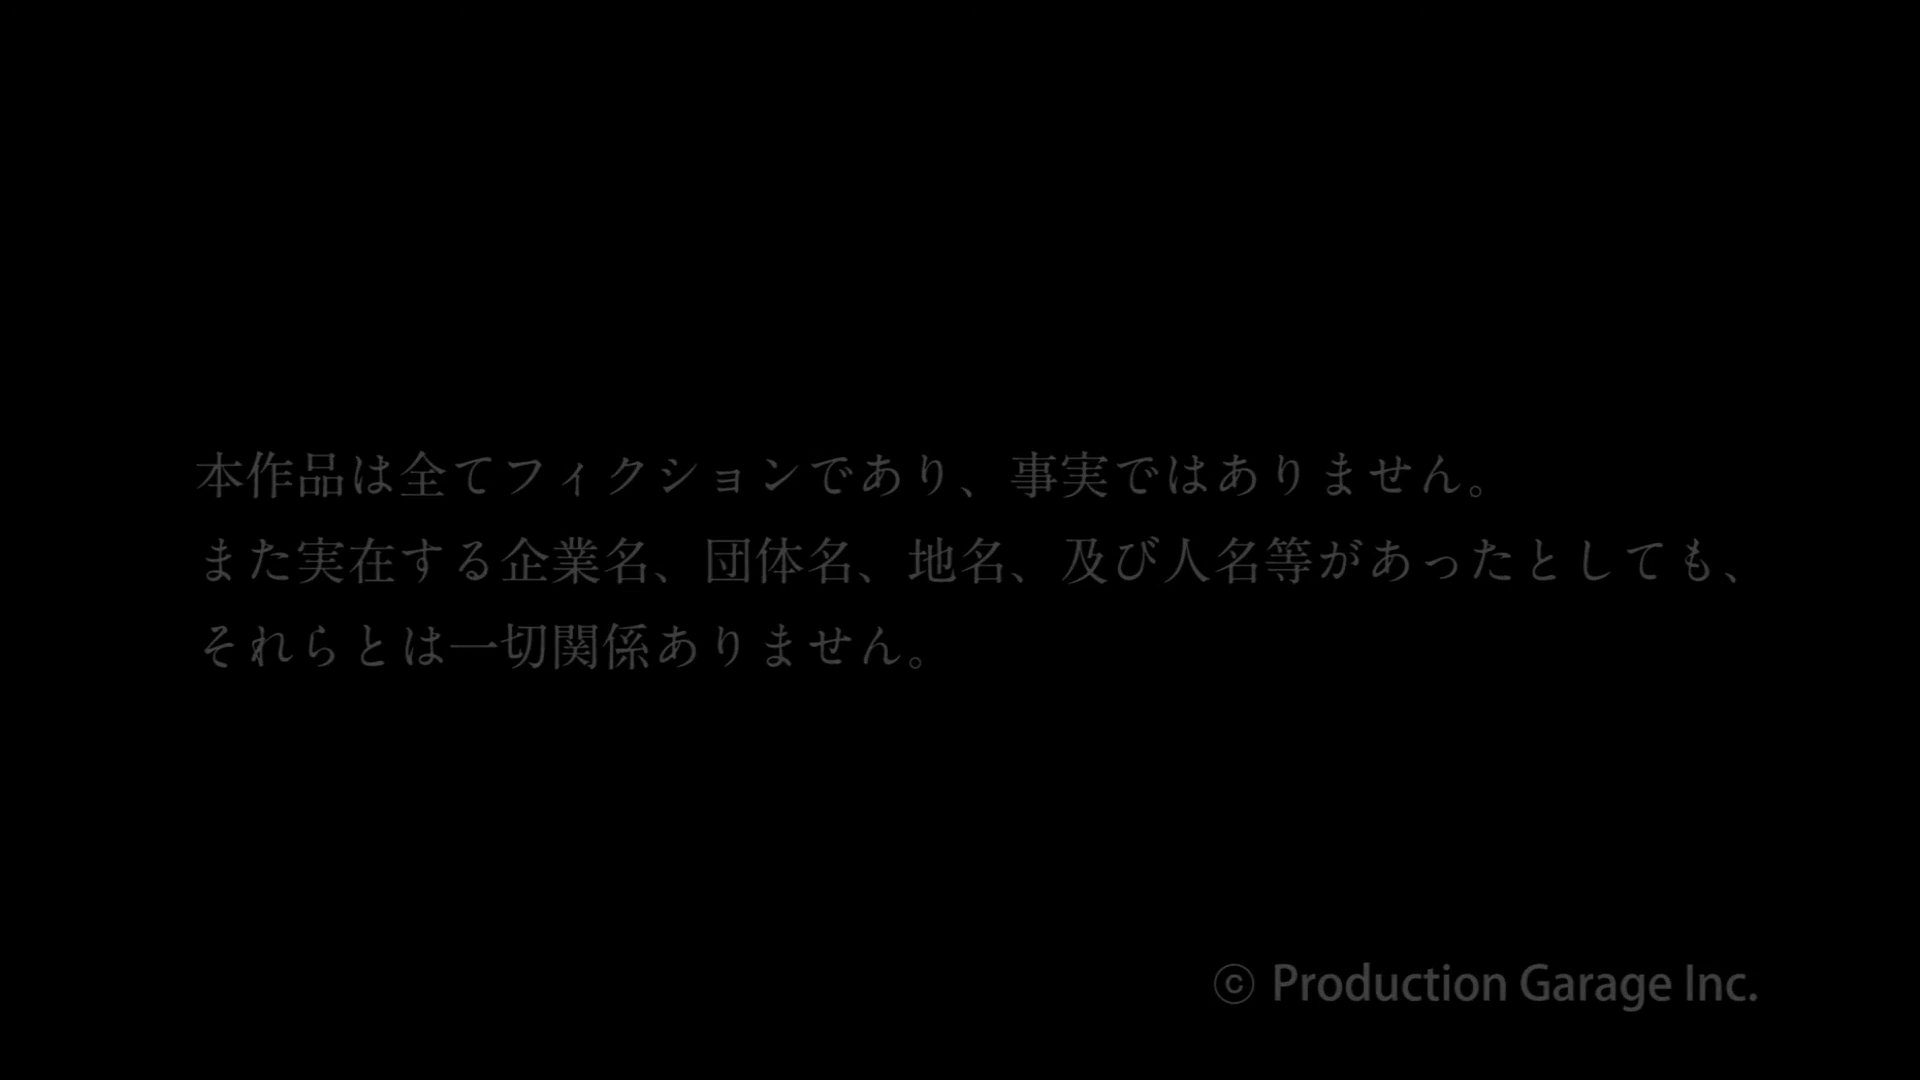 本作品は全てフィクションであり、事実ではありません。
また実在する企業名、団体名、地名、及び人名等があったとしても、
それらとは一切関係ありません。
ⓒ Production Garage Inc.